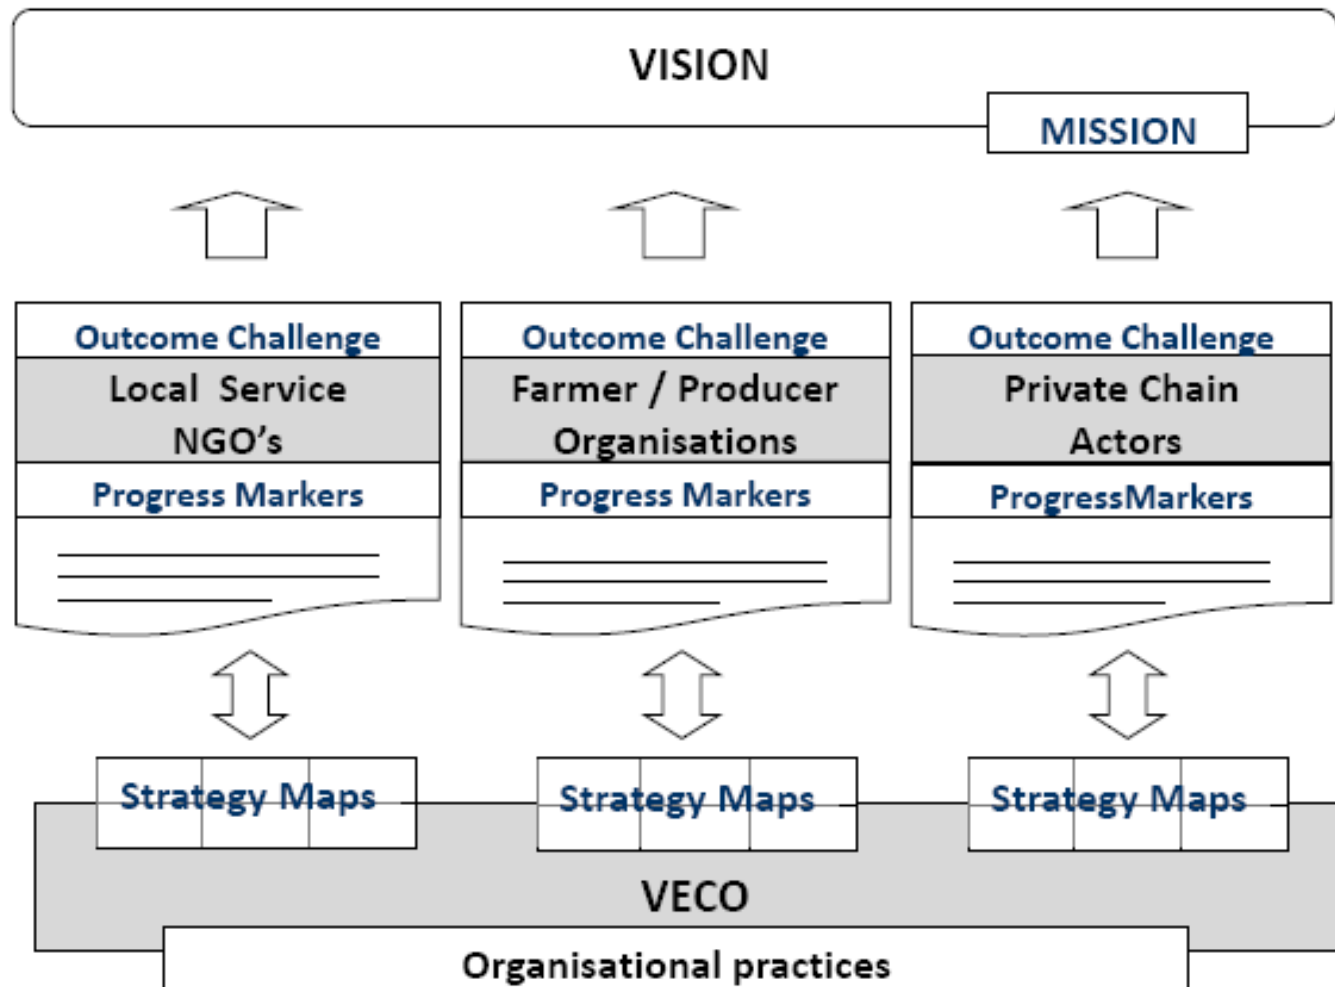 VISION
MISSION
Outcome Challenge
Local Service
NGO's
Progress Markers
Outcome Challenge
Farmer / Producer
Organisations
Progress Markers
Outcome Challenge
Private Chain
Actors
ProgressMarkers
Strategy Maps
Strategy Maps
Strategy Maps
VECO
Organisational practices